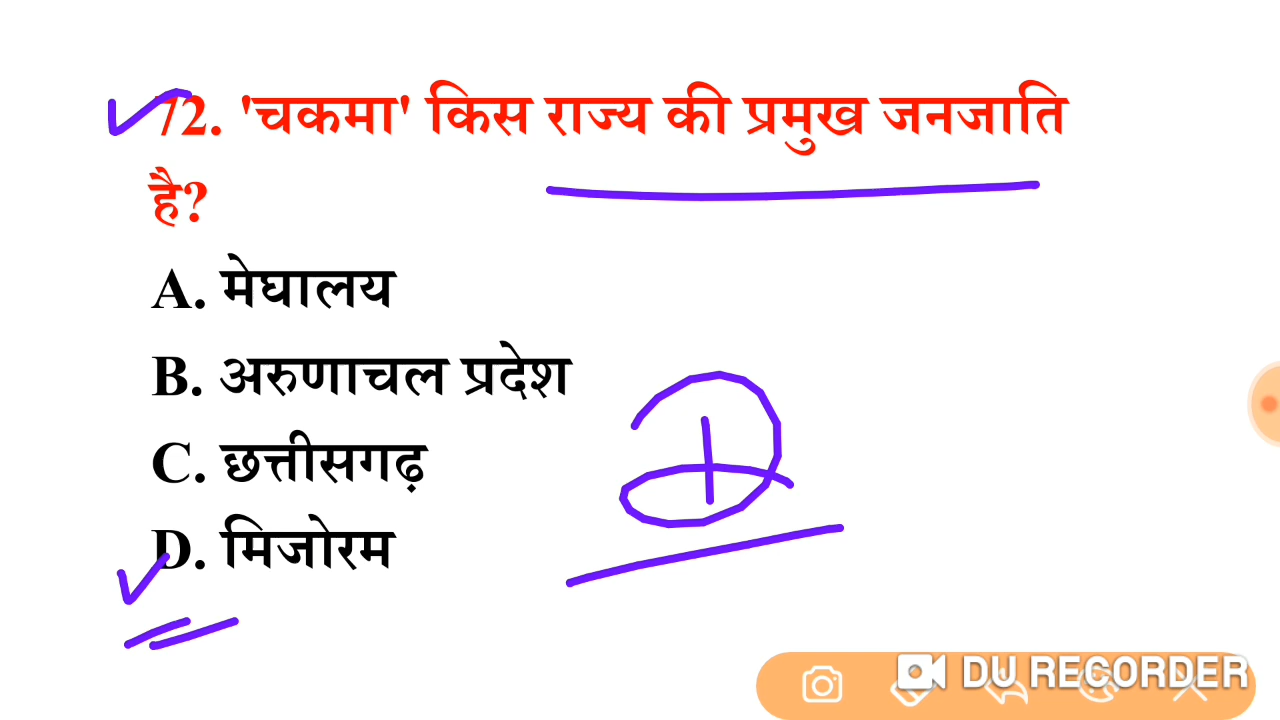 72. 'चकमा' किस राज्य की प्रमुख जनजाति
है?
A. मेघालय
B. अरुणाचल प्रदेश
C. छत्तीसगढ़
D. मिजोरम
D
DU RECORDER